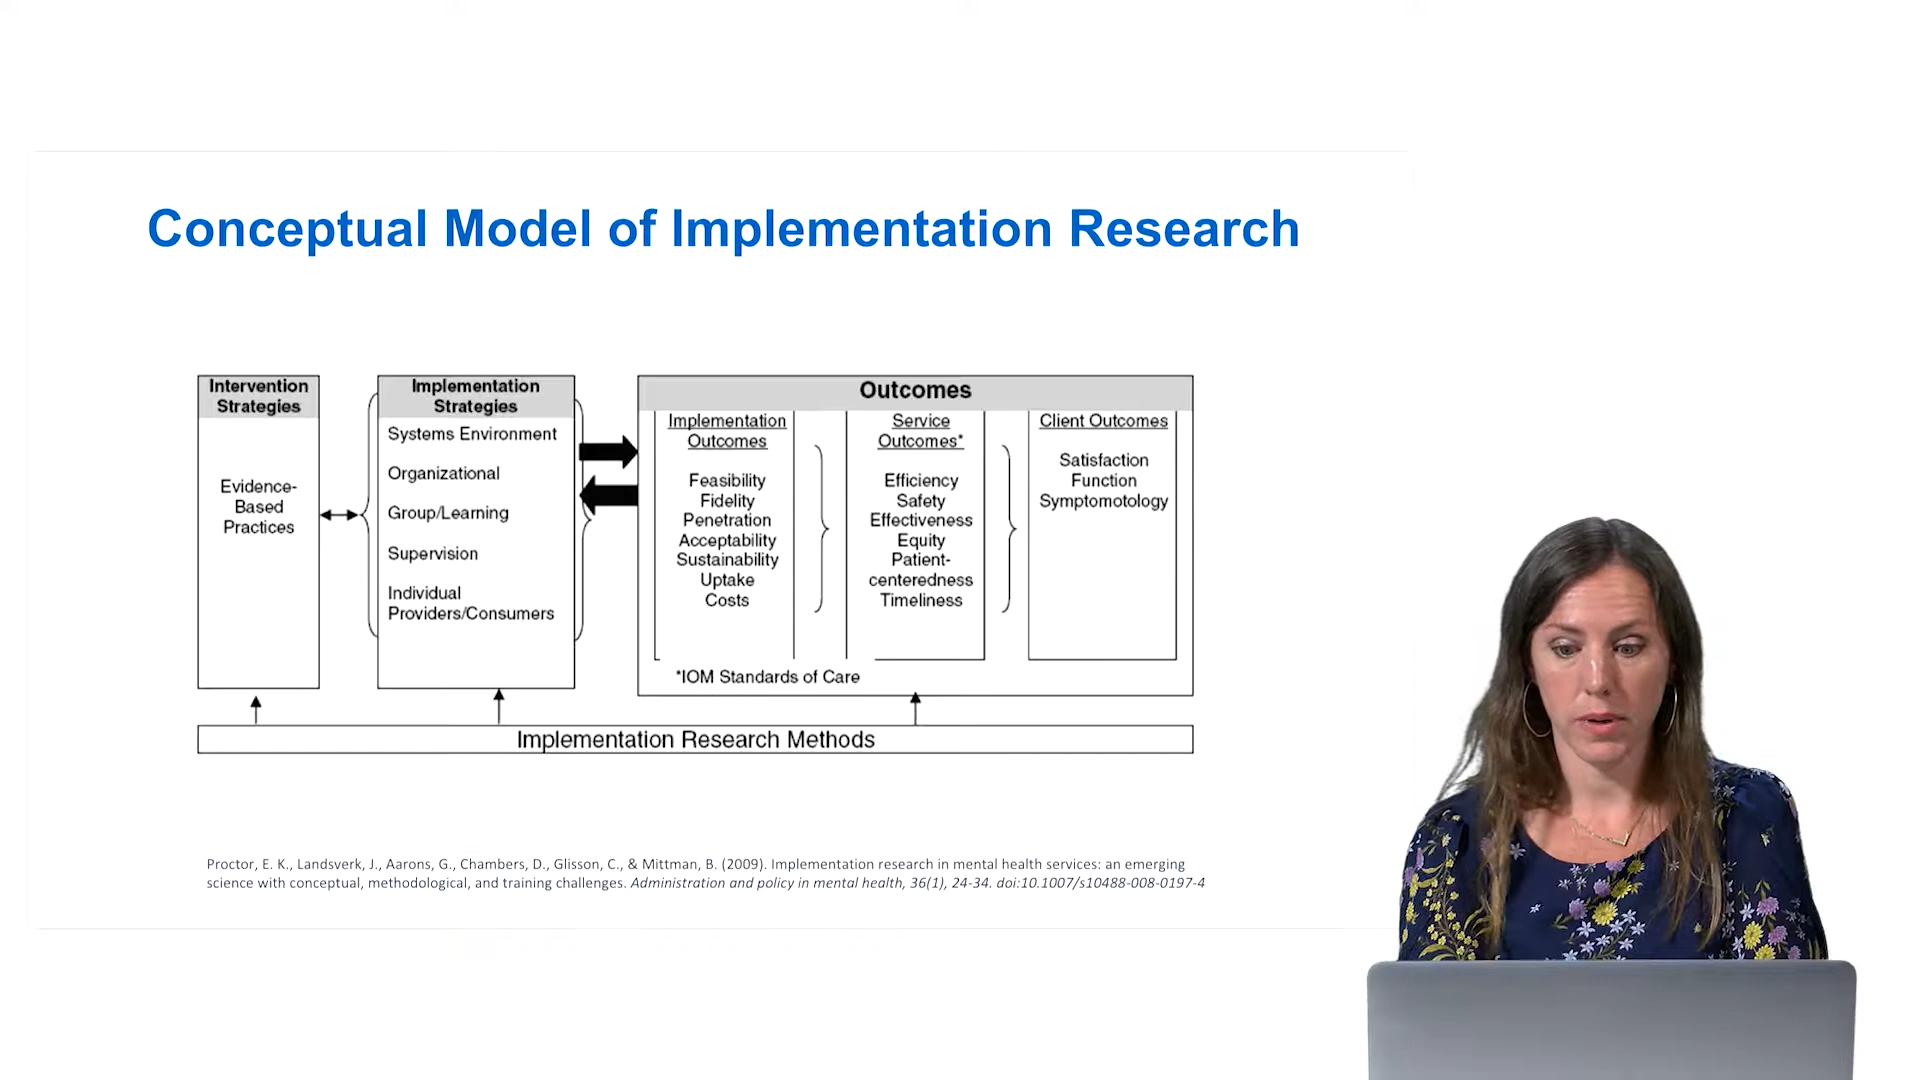 Conceptual Model of Implementation Research
Intervention
Strategies
Evidence-
Based
Practices
Implementation
Strategies
Systems Environment
Organizational
Group/Learning
Supervision
Individual
Providers/Consumers
Outcomes
Implementation
Outcomes
Feasibility
Fidelity
Penetration
Acceptability
Sustainability
Uptake
Costs
Service
Outcomes*
Efficiency
Safety
Effectiveness
Equity
Patient-
centeredness
Timeliness
Client Outcomes
Satisfaction
Function
Symptomotology
*IOM Standards of Care
Implementation Research Methods
Proctor, E. K., Landsverk, J., Aarons, G., Chambers, D., Glisson, C., & Mittman, B. (2009). Implementation research in mental health services: an emerging
science with conceptual, methodological, and training challenges. Administration and policy in mental health, 36(1), 24-34. doi:10.1007/s10488-008-0197-4